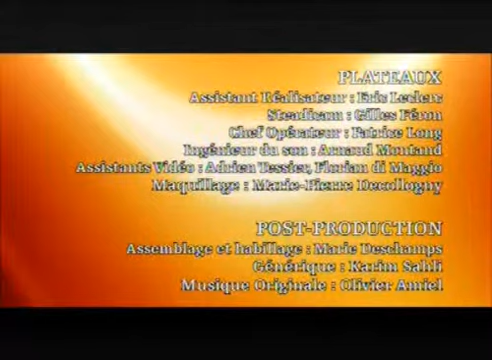 PLATEAUX
Assistant Réalisateur : Eric Leclerc
Steadicam : Gilles Féron
Chef Opérateur : Patrice Long
Ingénieur du son : Arnaud Montand
Assistants Vidéo : Adrien Tessier, Florian di Maggio
Maquillage : Marie-Pierre Decollogny
POST-PRODUCTION
Assemblage et habillage : Marie Deschamps
Générique : Karim Sahli
Musique Originale : Olivier Amiel